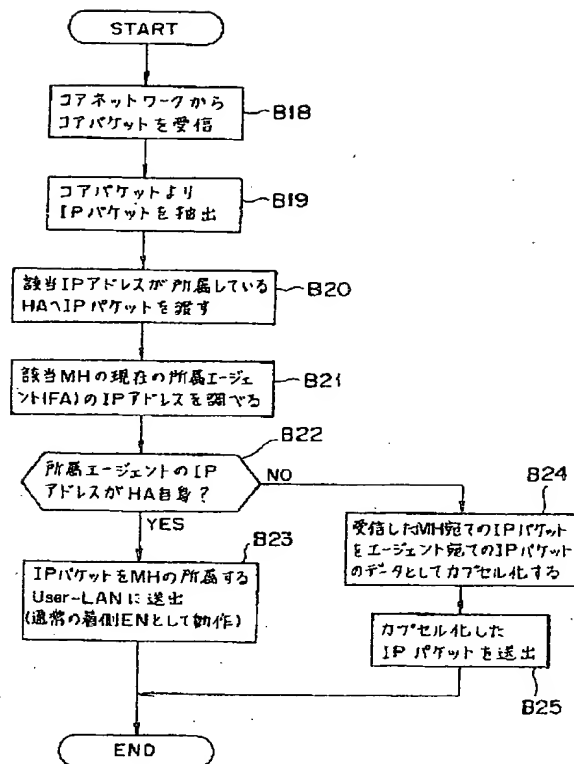 START
コアネットワークから
コアパケットを受信
B18
コアパケットより
IPパケットを抽出
B19
該当IPアドレスが所属している
HAへIPパケットを渡す
B20
該当MHの現在の所属エージェ
ント(FA)のIPアドレスを調べる
B21
B22
所属エージェントのIP
アドレスがHA自身?
NO
YES
B23
IPパケットをMHの所属する
User-LANに送出
(通常の着側ENとして動作)
B24
受信したMH宛てのIPパケット
をエージェント宛てのIPパケット
のデータとしてカプセル化する
カプセル化した
IPパケットを送出
B25
END